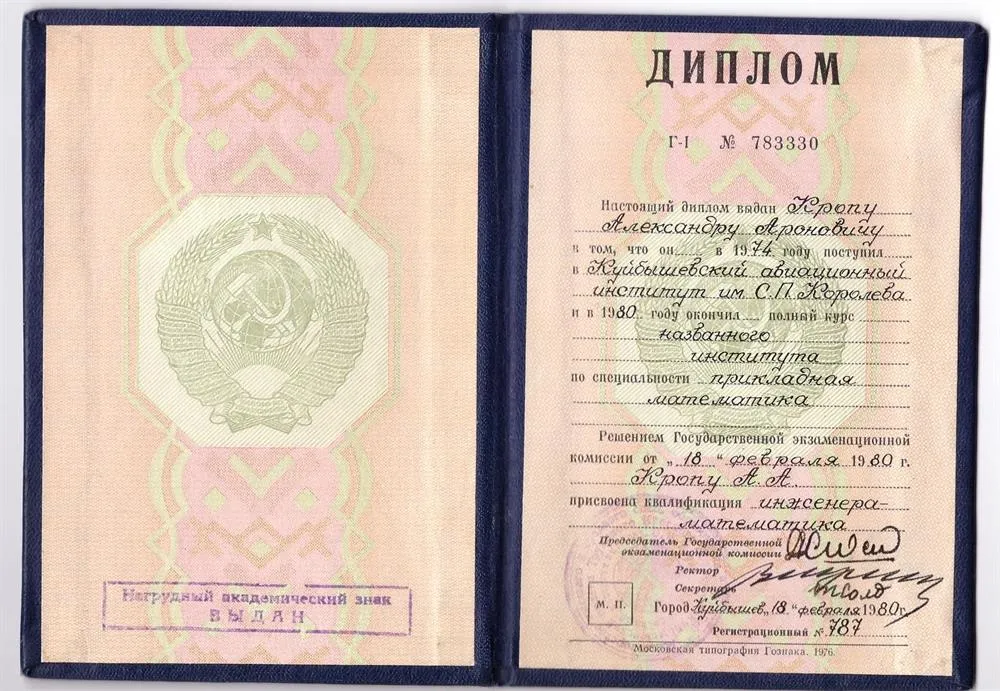 Нагрудный академический знак
ВЫДАН
ДИПЛОМ
Г-I № 783330
Настоящий диплом выдан Кропу
Александру Ароновичу
в том, что он в 1974 году поступил
в Куйбышевский авиационный
институт им С.П.Королева
и в 1980 году окончил полный курс
названного
института
по специальности прикладная
математика
Решением Государственной экзаменационной
комиссии от „18“ февраля 1980 г.
Кропу А.А
присвоена квалификация инженера-
математика
Председатель Государственной
экзаменационной комиссии
Ректор
Секретарь
М. П.
Город Куйбышев, „18“ февраля 1980г.
Регистрационный № 787
Московская типография Гознака. 1976.